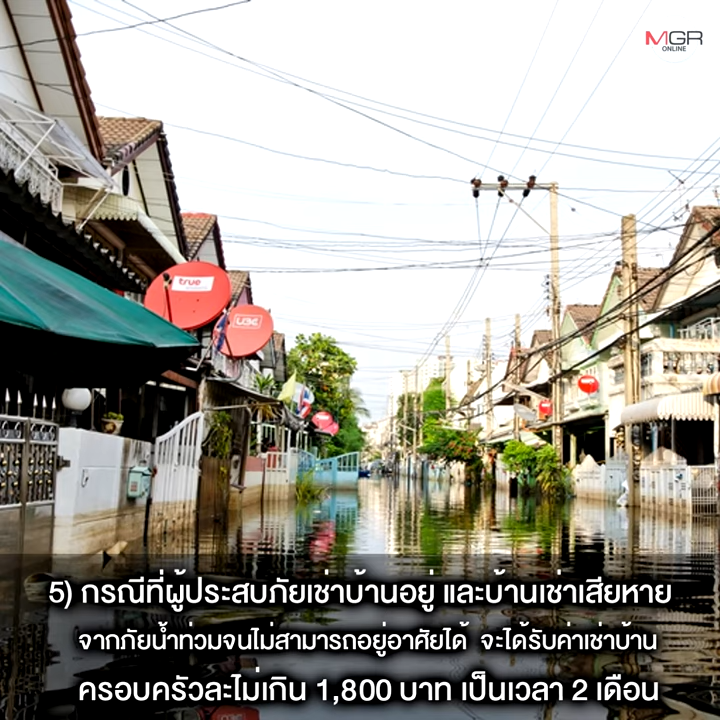 MGR
ONLINE
true
UBC
5) กรณีที่ผู้ประสบภัยเช่าบ้านอยู่ และบ้านเช่าเสียหาย
จากภัยน้ำท่วมจนไม่สามารถอยู่อาศัยได้ จะได้รับค่าเช่าบ้าน
ครอบครัวละไม่เกิน 1,800 บาท เป็นเวลา 2 เดือน